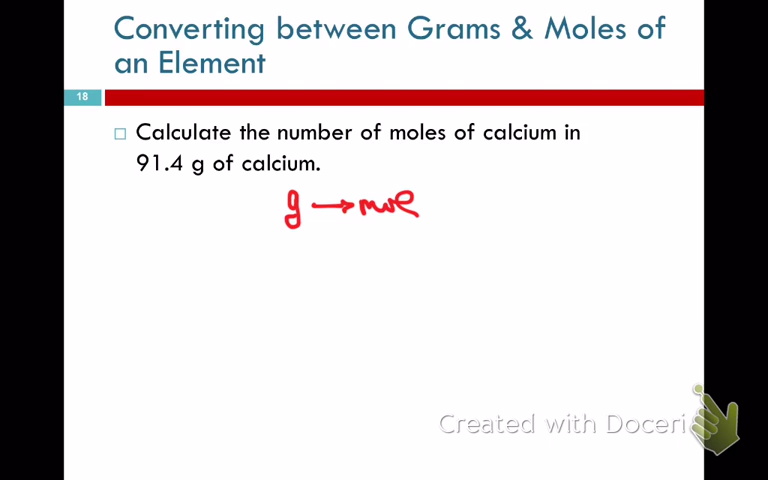 Converting between Grams & Moles of
an Element
18
Calculate the number of moles of calcium in
91.4 g of calcium.
g → mol
Created with Doceri